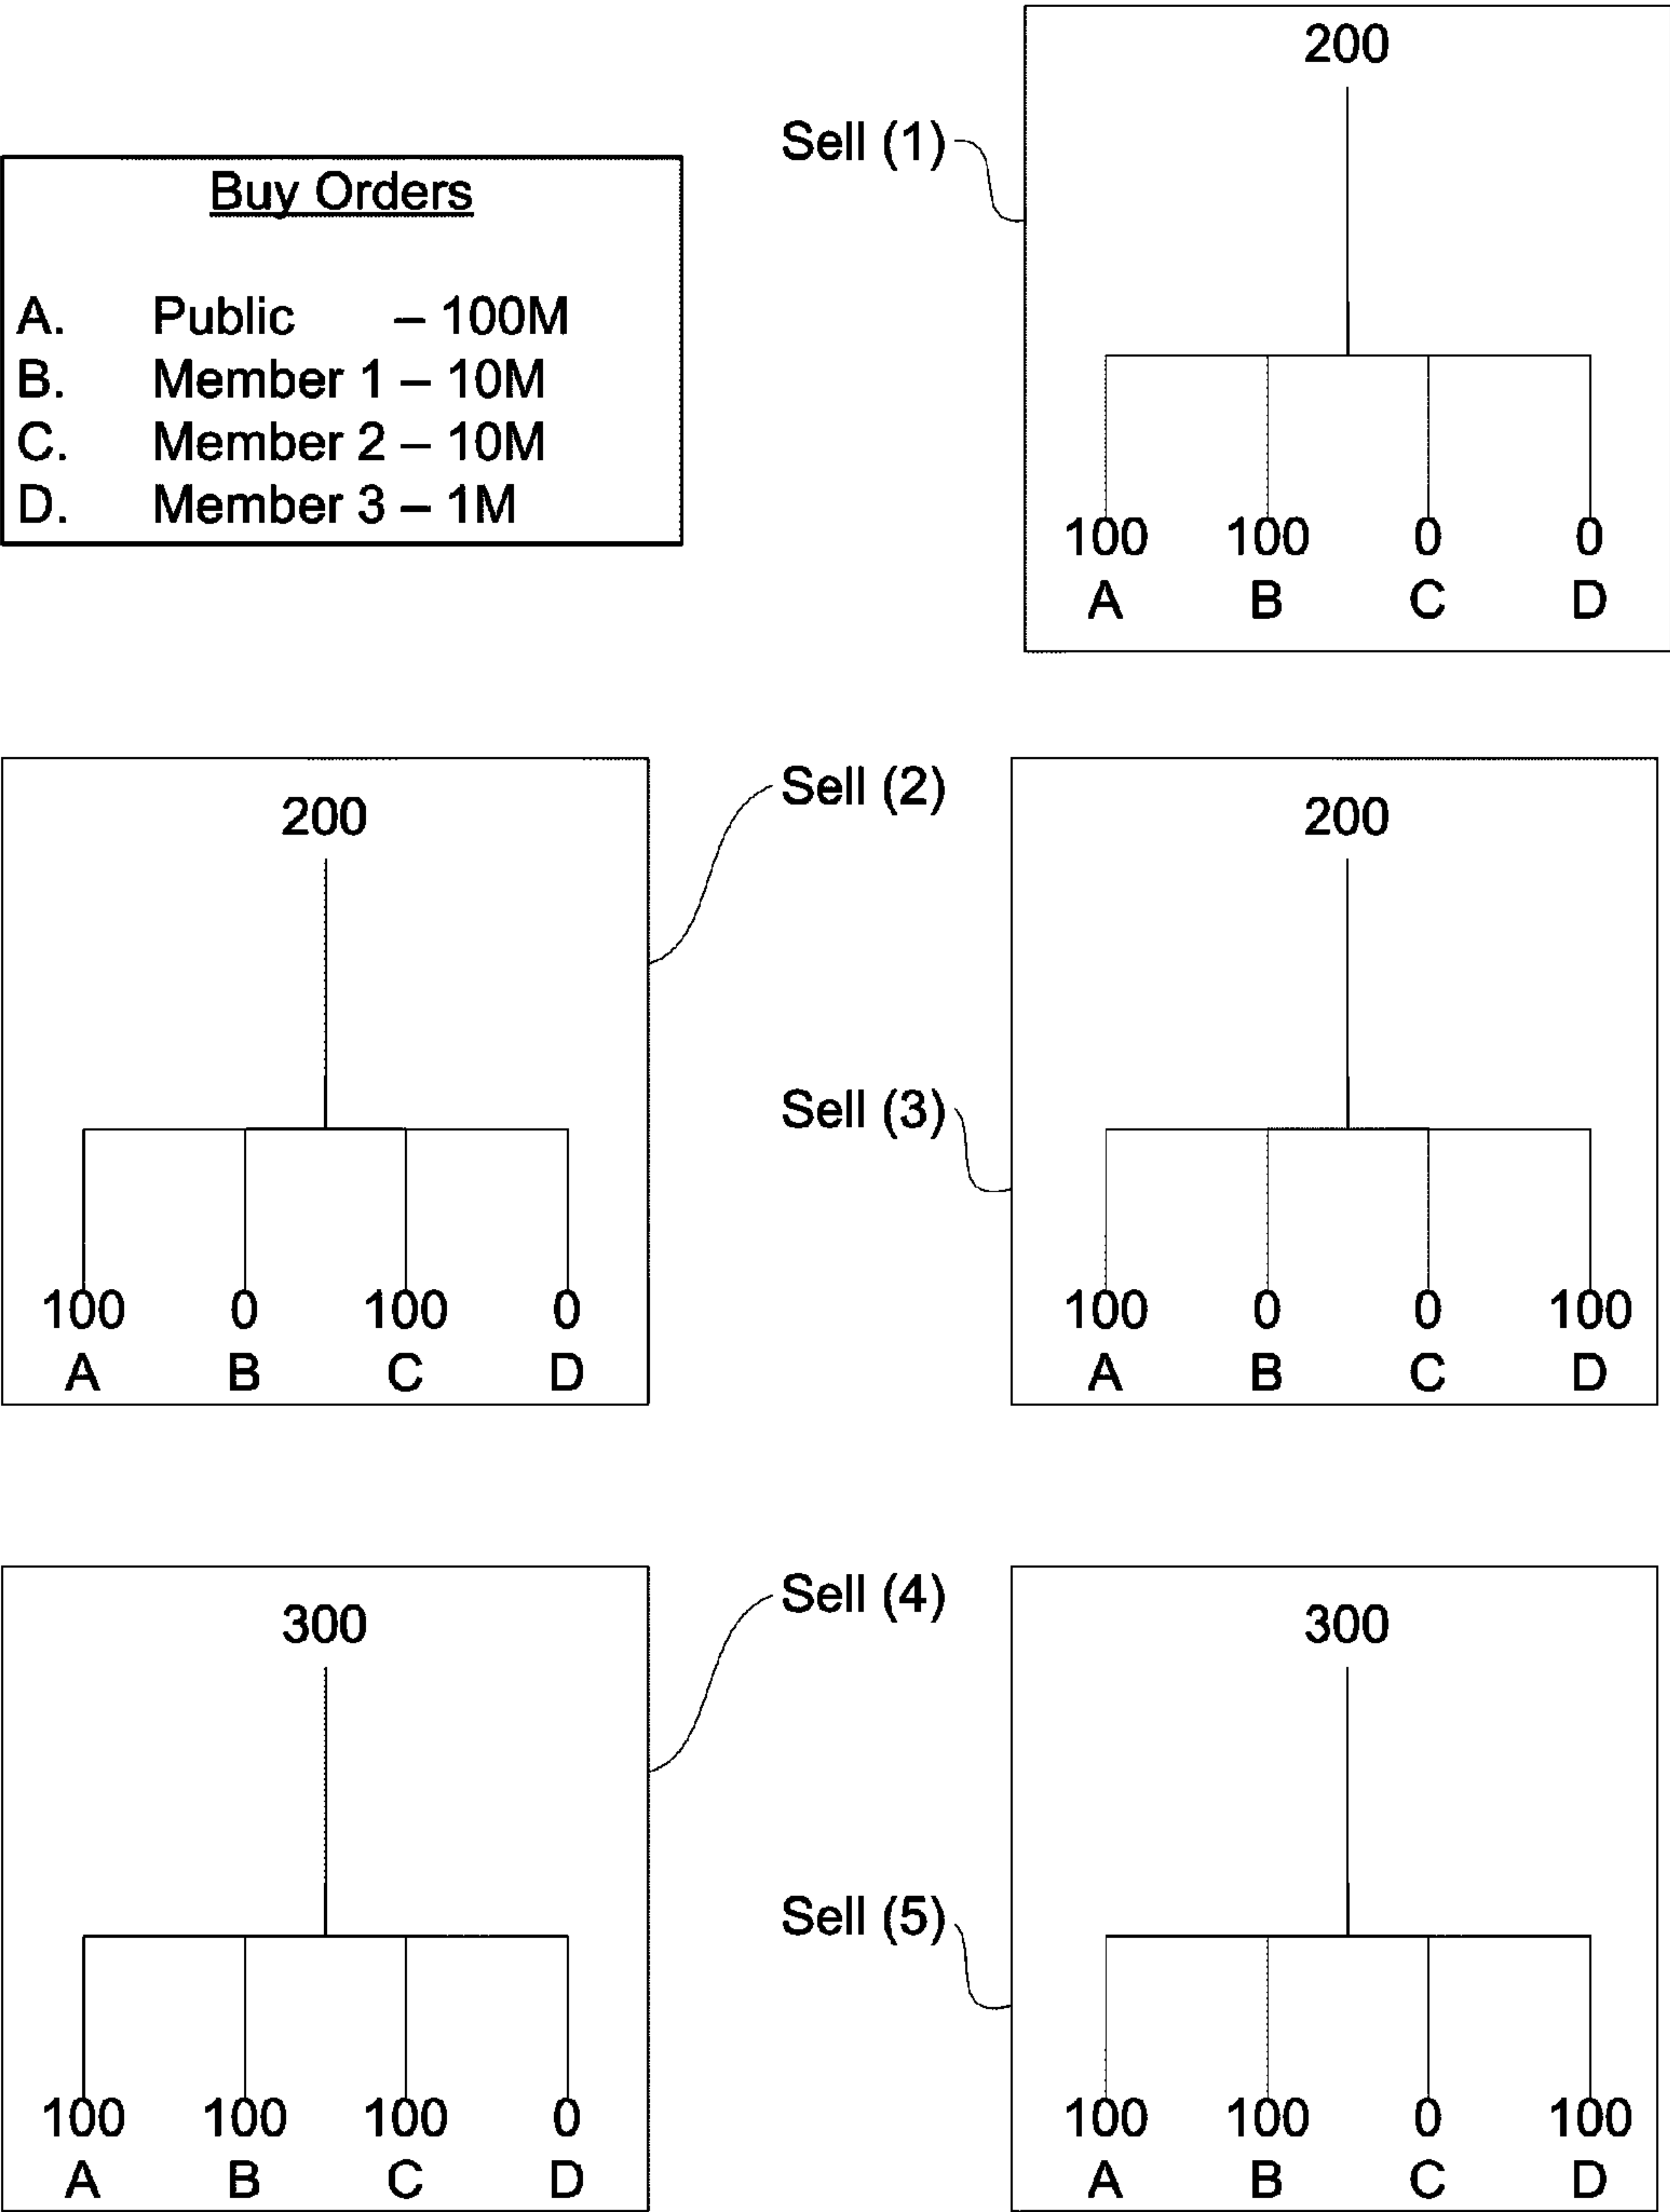 Buy Orders
A. Public – 100M
B. Member 1 – 10M
C. Member 2 – 10M
D. Member 3 – 1M
Sell (1)
200
100 100 0 0
A B C D
Sell (2)
200
100 0 100 0
A B C D
Sell (3)
200
100 0 0 100
A B C D
Sell (4)
300
100 100 100 0
A B C D
Sell (5)
300
100 100 0 100
A B C D